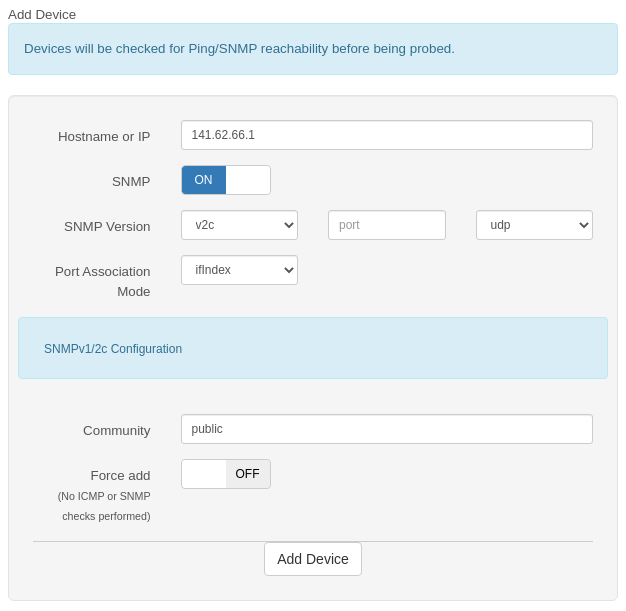 Add Device
Devices will be checked for Ping/SNMP reachability before being probed.
Hostname or IP
141.62.66.1
SNMP
ON
SNMP Version
v2c
port
udp
Port Association
Mode
ifIndex
SNMPv1/2c Configuration
Community
public
Force add
(No ICMP or SNMP
checks performed)
OFF
Add Device